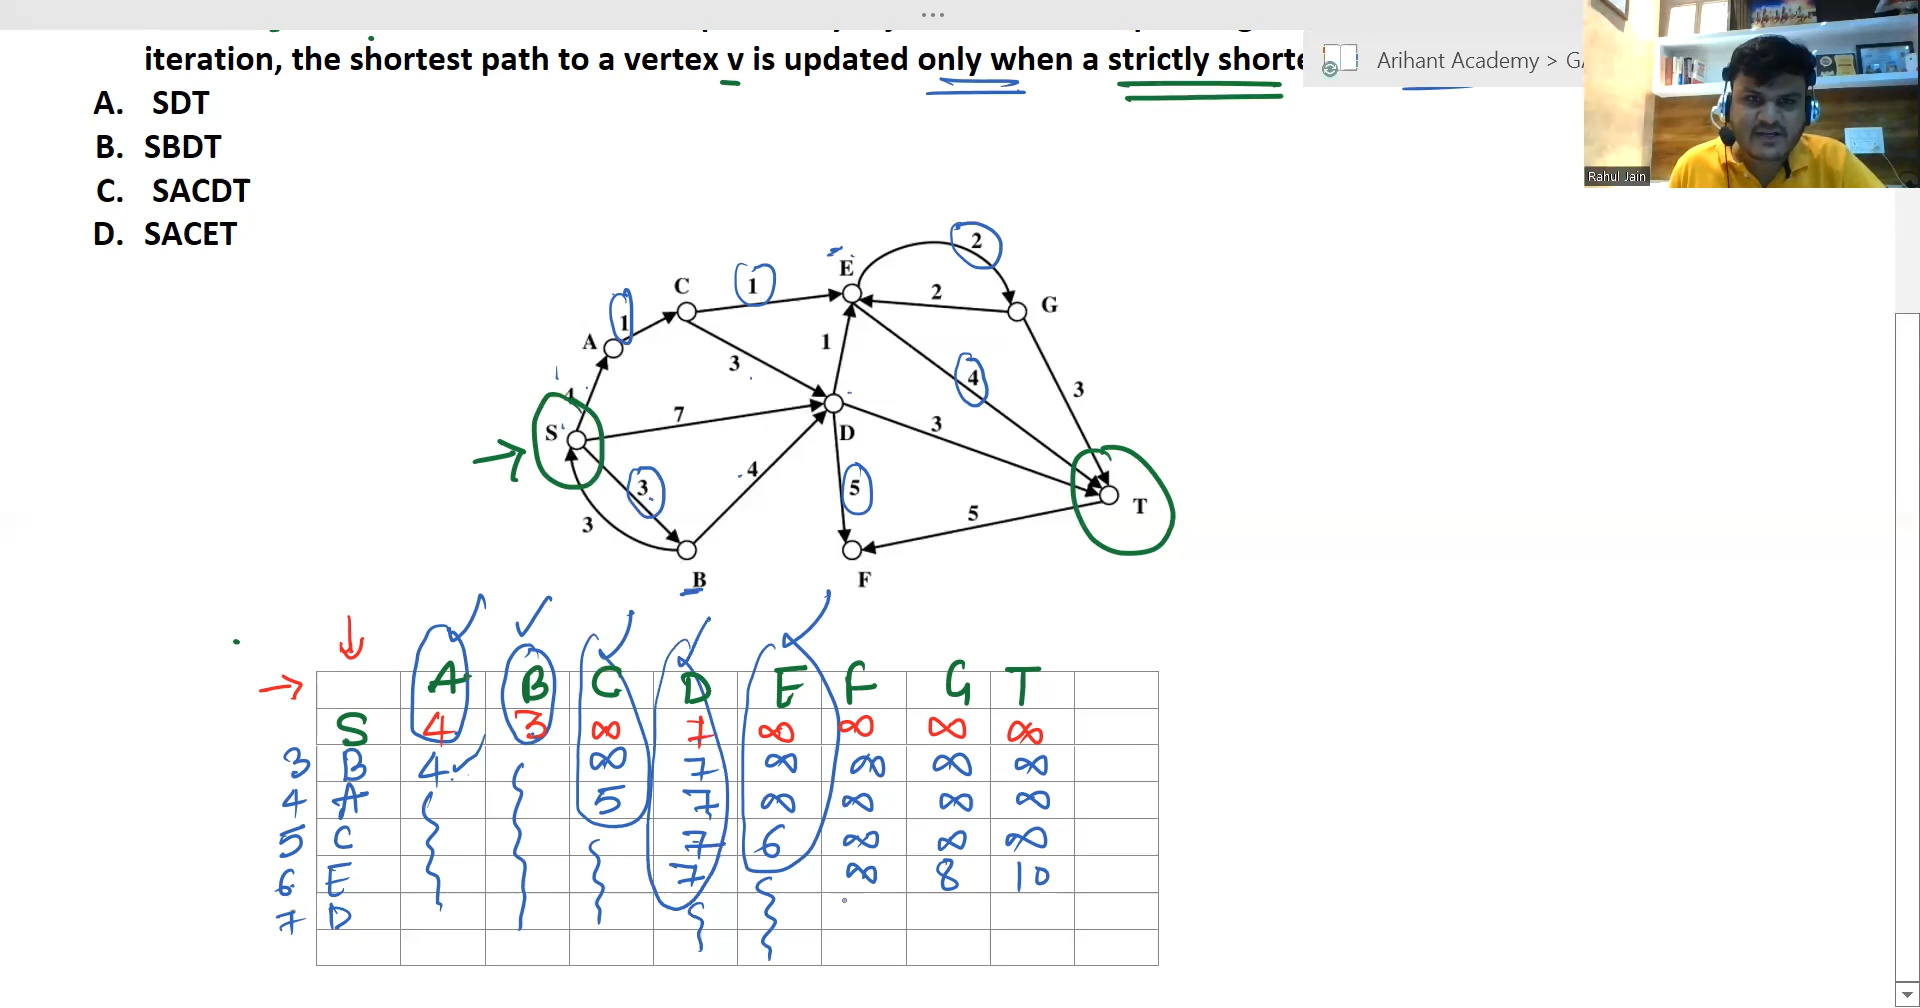 iteration, the shortest path to a vertex v is updated only when a strictly shorte
Arihant Academy > GA
Rahul Jain
A. SDT
B. SBDT
C. SACDT
D. SACET
2
E
C
1
2
G
1
A
1
3
4
3
4
7
3
S
D
4
3
5
T
3
5
B
F
A B C D E F G T
S 4 3 ∞ 7 ∞ ∞ ∞ ∞
3 B 4 ∞ 7 ∞ ∞ ∞ ∞
4 A 5 7 ∞ ∞ ∞ ∞
5 C 7 6 ∞ ∞ ∞
6 E 7 ∞ 8 10
7 D